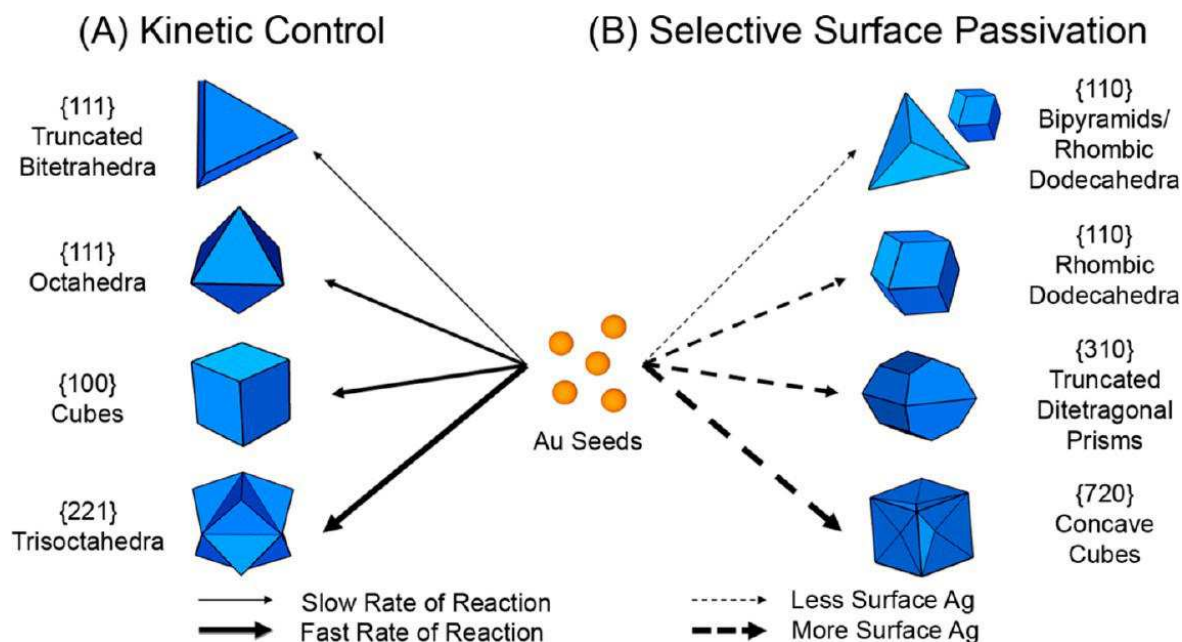 (A) Kinetic Control
(B) Selective Surface Passivation
{111}
Truncated
Bitetrahedra
{111}
Octahedra
{100}
Cubes
{221}
Trisoctahedra
Au Seeds
{110}
Bipyramids/
Rhombic
Dodecahedra
{110}
Rhombic
Dodecahedra
{310}
Truncated
Ditetragonal
Prisms
{720}
Concave
Cubes
Slow Rate of Reaction
Fast Rate of Reaction
Less Surface Ag
More Surface Ag